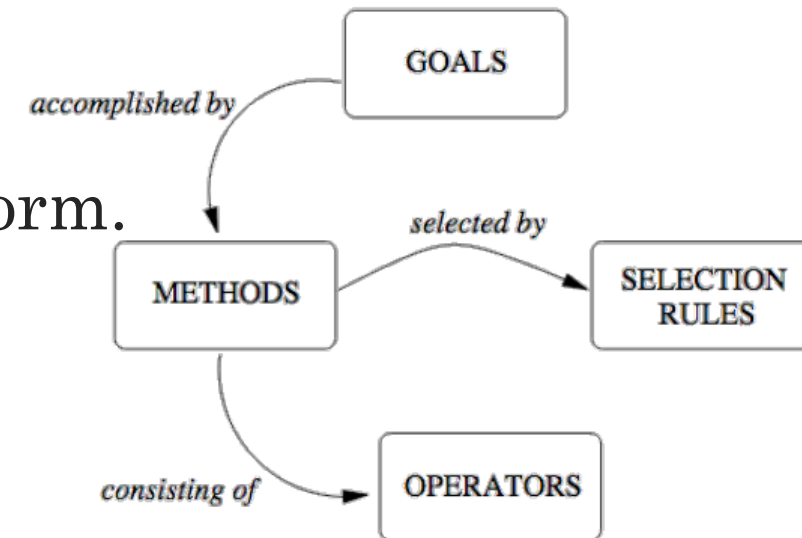 GOALS
accomplished by
orm.
selected by
METHODS
SELECTION
RULES
consisting of
OPERATORS